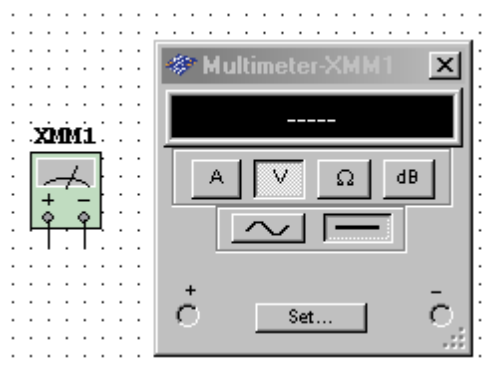 Multimeter-XMM1
-----
XMM1
A V Ω dB
+ -
+ -
Set...